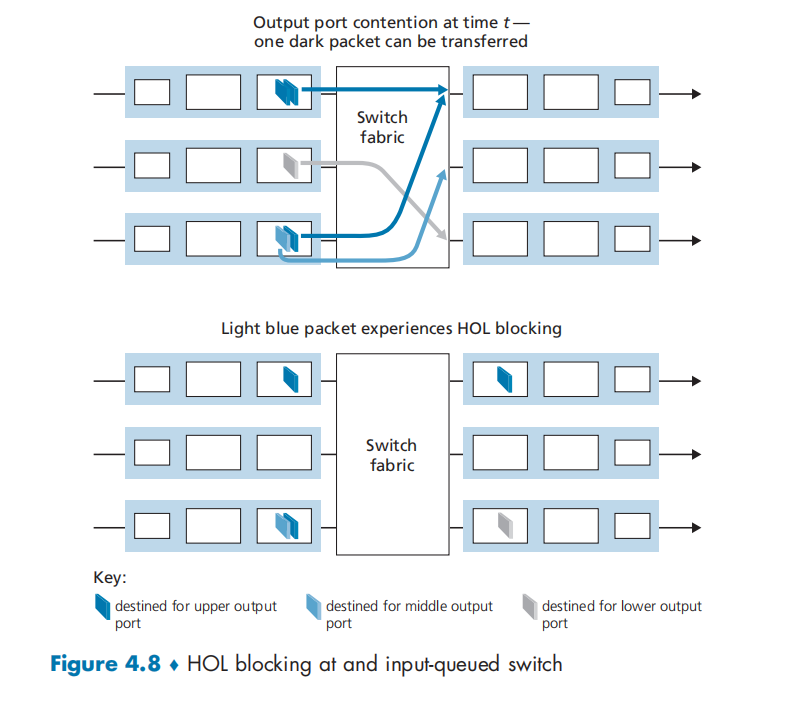 Output port contention at time t—
one dark packet can be transferred
Switch
fabric
Light blue packet experiences HOL blocking
Switch
fabric
Key:
destined for upper output
port
destined for middle output
port
destined for lower output
port
Figure 4.8 ♦ HOL blocking at and input-queued switch